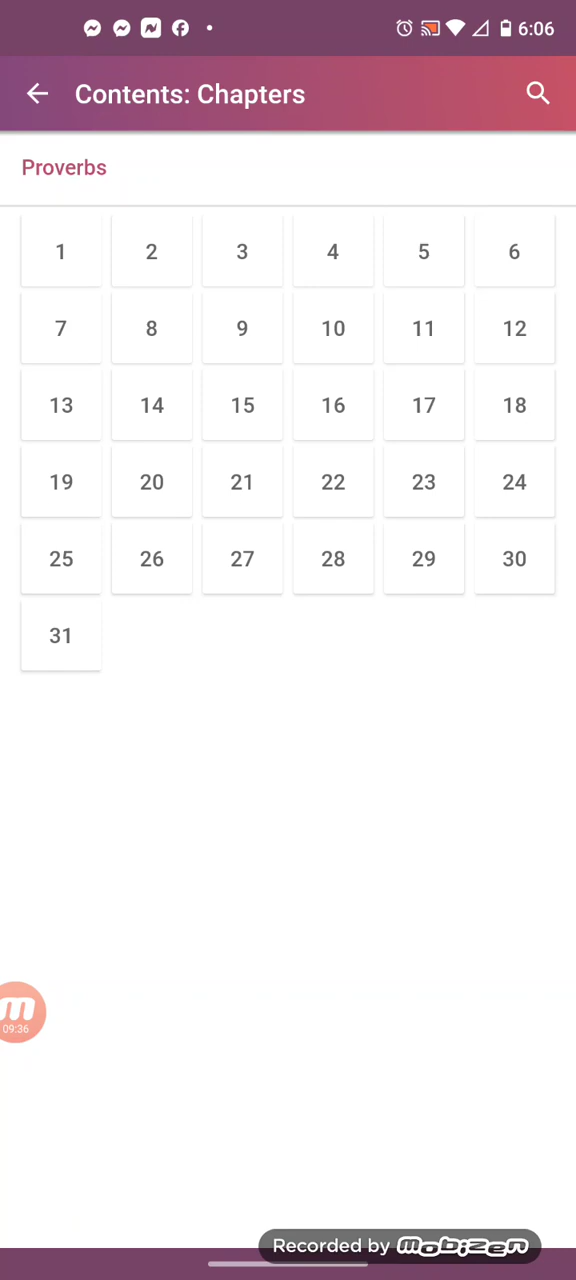 6:06
Contents: Chapters
Proverbs
1 2 3 4 5 6
7 8 9 10 11 12
13 14 15 16 17 18
19 20 21 22 23 24
25 26 27 28 29 30
31
m
09:36
Recorded by mobizen